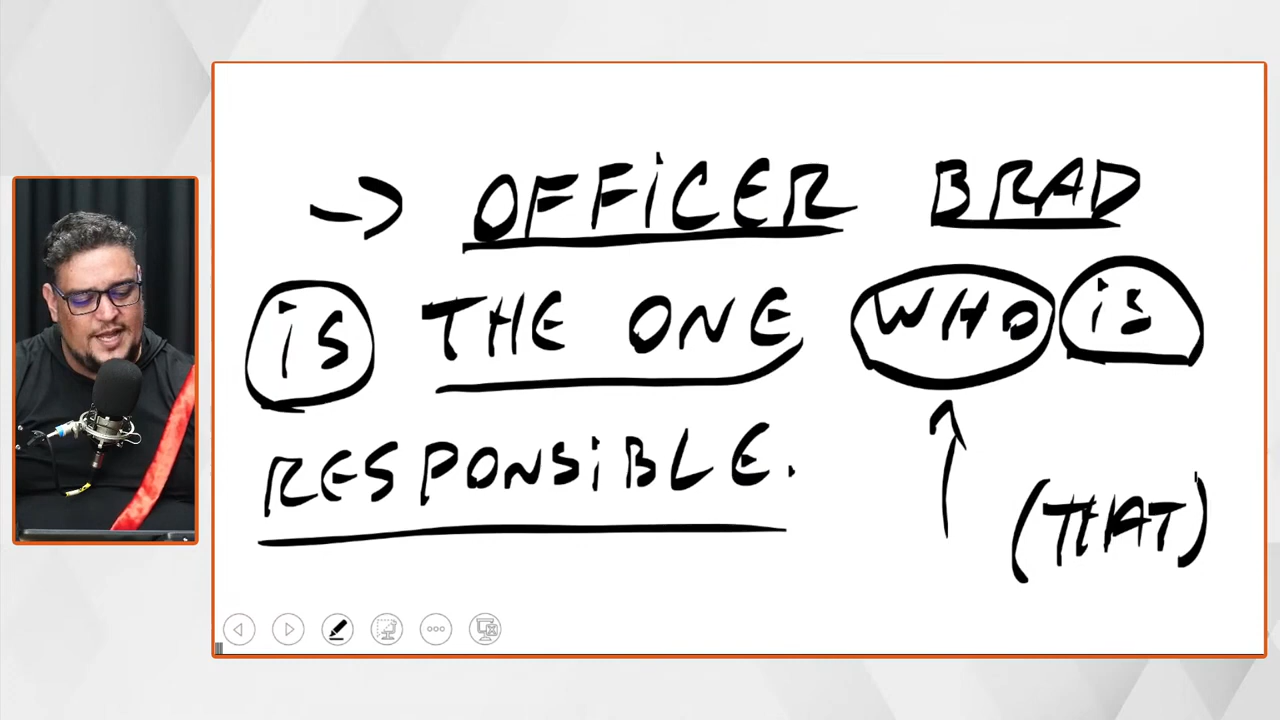 → OFFICER BRAD
iS THE ONE WHO iS
RESPONSiBLE.
(THAT)